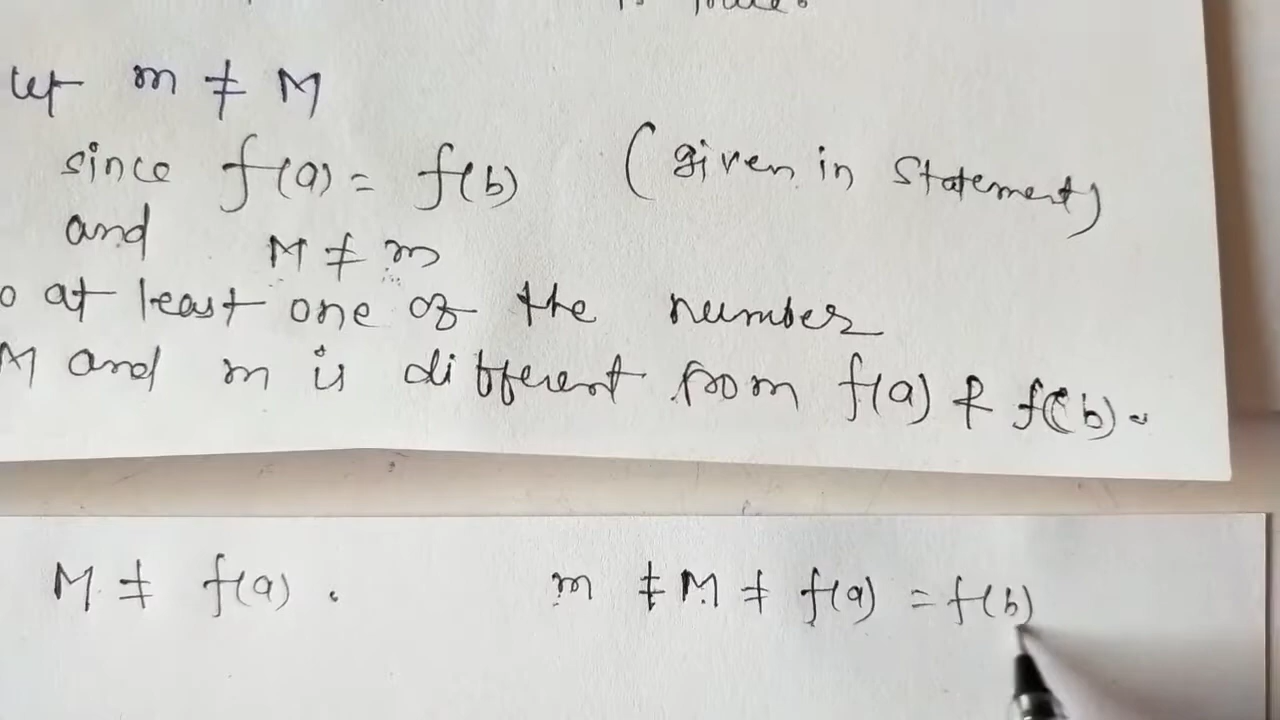 let m ≠ M
since f(a) = f(b) (given in statement)
and M ≠ m
o at least one of the number
M and m is different from f(a) & f(b).
M ≠ f(a). m ≠ M ≠ f(a) = f(b)